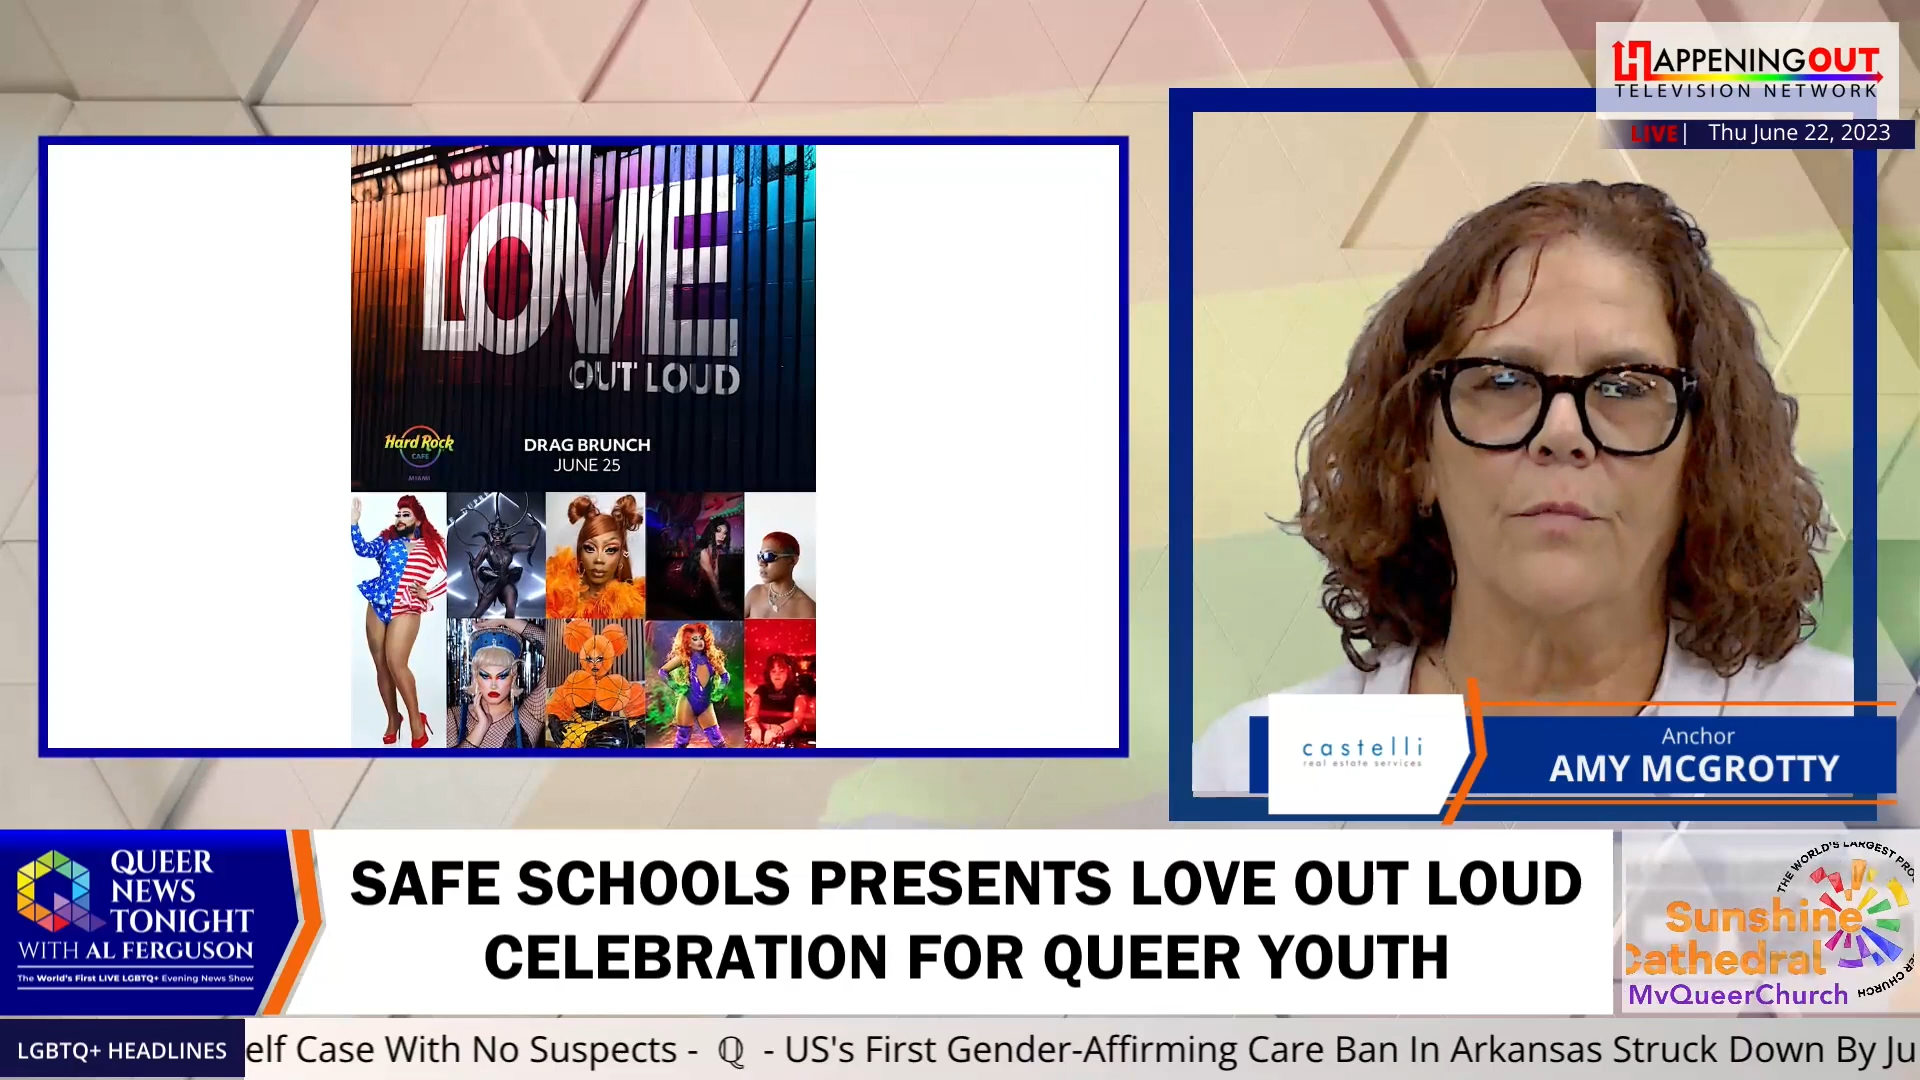 HAPPENINGOUT
TELEVISION NETWORK
LIVE| Thu June 22, 2023
LOVE
OUT LOUD
Hard Rock
CAFE
MIAMI
DRAG BRUNCH
JUNE 25
castelli
real estate services
Anchor
AMY MCGROTTY
QUEER
NEWS
TONIGHT
WITH AL FERGUSON
The World's First LIVE LGBTQ+ Evening News Show
SAFE SCHOOLS PRESENTS LOVE OUT LOUD
CELEBRATION FOR QUEER YOUTH
THE WORLD'S LARGEST
Sunshine
Cathedral
MyQueerChurch
CHURCH
LGBTQ+ HEADLINES
elf Case With No Suspects - Q - US's First Gender-Affirming Care Ban In Arkansas Struck Down By Ju